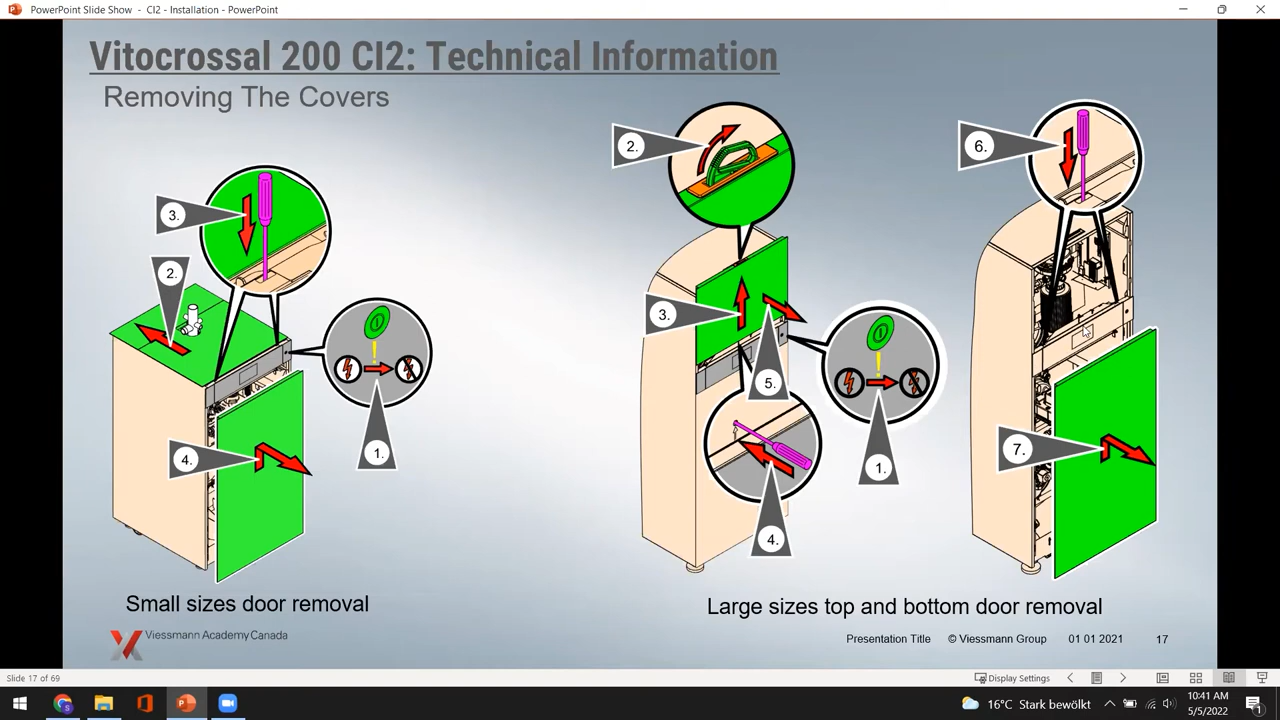 PowerPoint Slide Show - CI2 - Installation - PowerPoint
Vitocrossal 200 CI2: Technical Information
Removing The Covers
2.
6.
3.
2.
3.
5.
4.
1.
1.
7.
4.
Small sizes door removal
Large sizes top and bottom door removal
Viessmann Academy Canada
Presentation Title
© Viessmann Group
01 01 2021
17
Slide 17 of 69
Display Settings
16°C Stark bewölkt
10:41 AM
5/5/2022
1